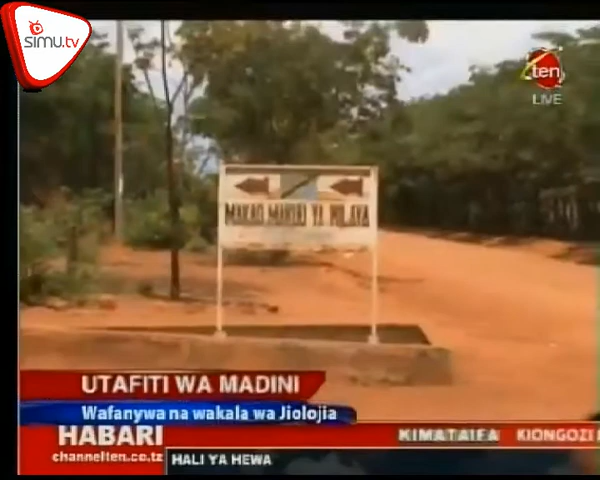 SIMU.tv
ten
LIVE
MAKAO MAKUU YA WILAYA
UTAFITI WA MADINI
Wafanywa na wakala wa Jiolojia
HABARI
KIMATAIFA KIONGOZI
channelten.co.tz
HALI YA HEWA